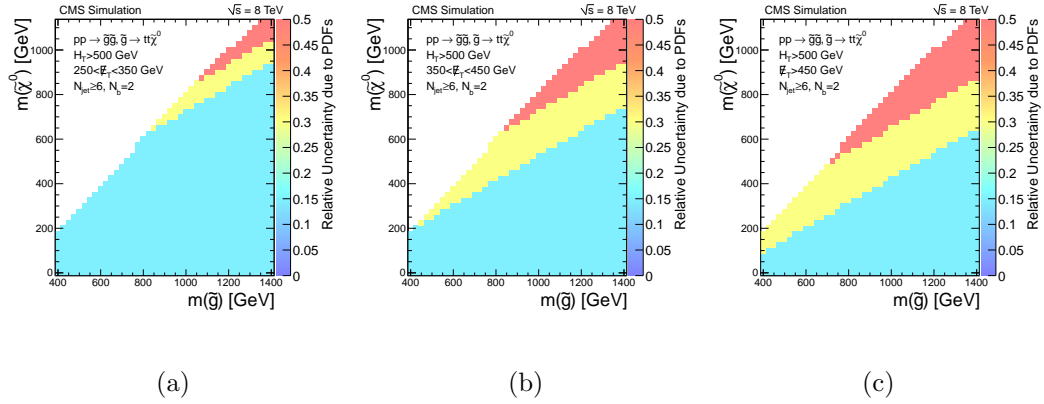 CMS Simulation √s = 8 TeV
m(χ̃⁰) [GeV]
1000
800
600
400
200
0
pp → g̃g̃, g̃ → ttχ̃⁰
H_T>500 GeV
250<E̸_T<350 GeV
N_jet≥6, N_b=2
400 600 800 1000 1200 1400
m(g̃) [GeV]
0.5
0.45
0.4
0.35
0.3
0.25
0.2
0.15
0.1
0.05
0
Relative Uncertainty due to PDFs
(a)
CMS Simulation √s = 8 TeV
m(χ̃⁰) [GeV]
1000
800
600
400
200
0
pp → g̃g̃, g̃ → ttχ̃⁰
H_T>500 GeV
350<E̸_T<450 GeV
N_jet≥6, N_b=2
400 600 800 1000 1200 1400
m(g̃) [GeV]
0.5
0.45
0.4
0.35
0.3
0.25
0.2
0.15
0.1
0.05
0
Relative Uncertainty due to PDFs
(b)
CMS Simulation √s = 8 TeV
m(χ̃⁰) [GeV]
1000
800
600
400
200
0
pp → g̃g̃, g̃ → ttχ̃⁰
H_T>500 GeV
E̸_T>450 GeV
N_jet≥6, N_b=2
400 600 800 1000 1200 1400
m(g̃) [GeV]
0.5
0.45
0.4
0.35
0.3
0.25
0.2
0.15
0.1
0.05
0
Relative Uncertainty due to PDFs
(c)